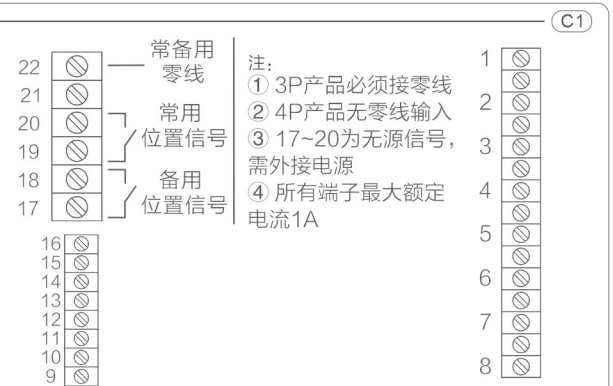 C1
22
常备用
零线
21
20
常用
19
位置信号
18
备用
17
位置信号
16
15
14
13
12
11
10
9
注：
① 3P产品必须接零线
② 4P产品无零线输入
③ 17~20为无源信号，
需外接电源
④ 所有端子最大额定
电流1A
1
2
3
4
5
6
7
8